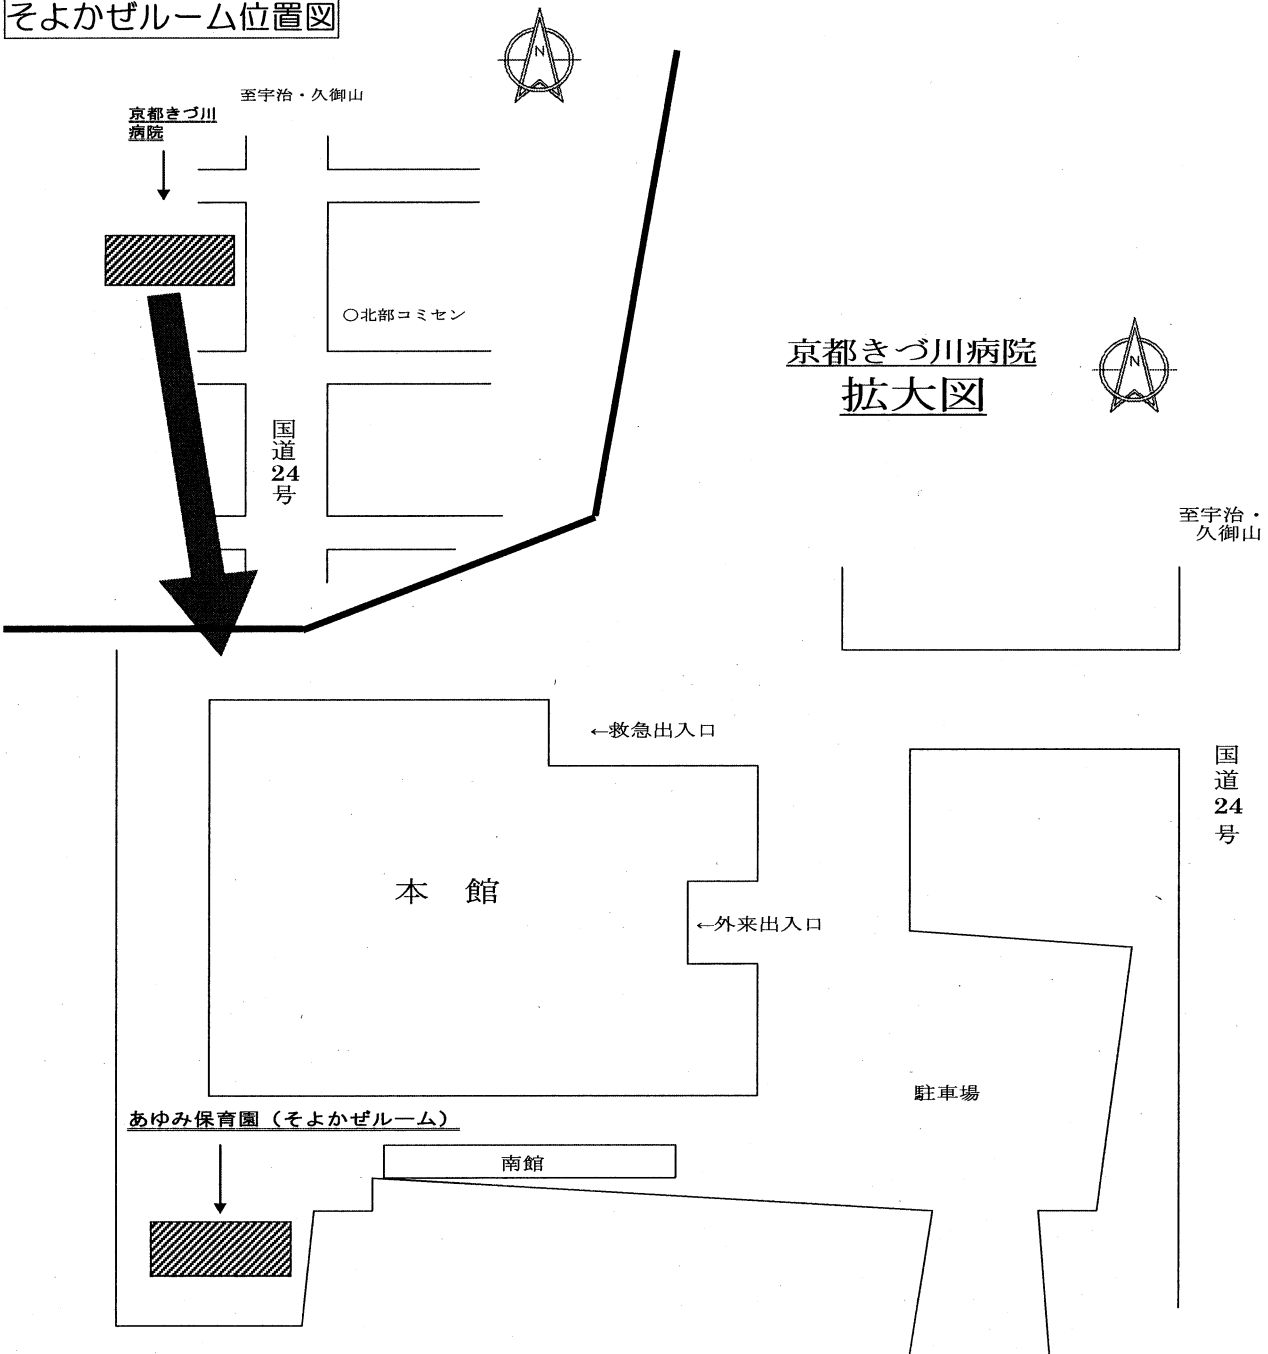 そよかぜルーム位置図
N
至宇治・久御山
京都きづ川
病院
○北部コミセン
国道24号
京都きづ川病院
拡大図
N
至宇治・
久御山
国道24号
←救急出入口
本 館
←外来出入口
駐車場
あゆみ保育園（そよかぜルーム）
南館